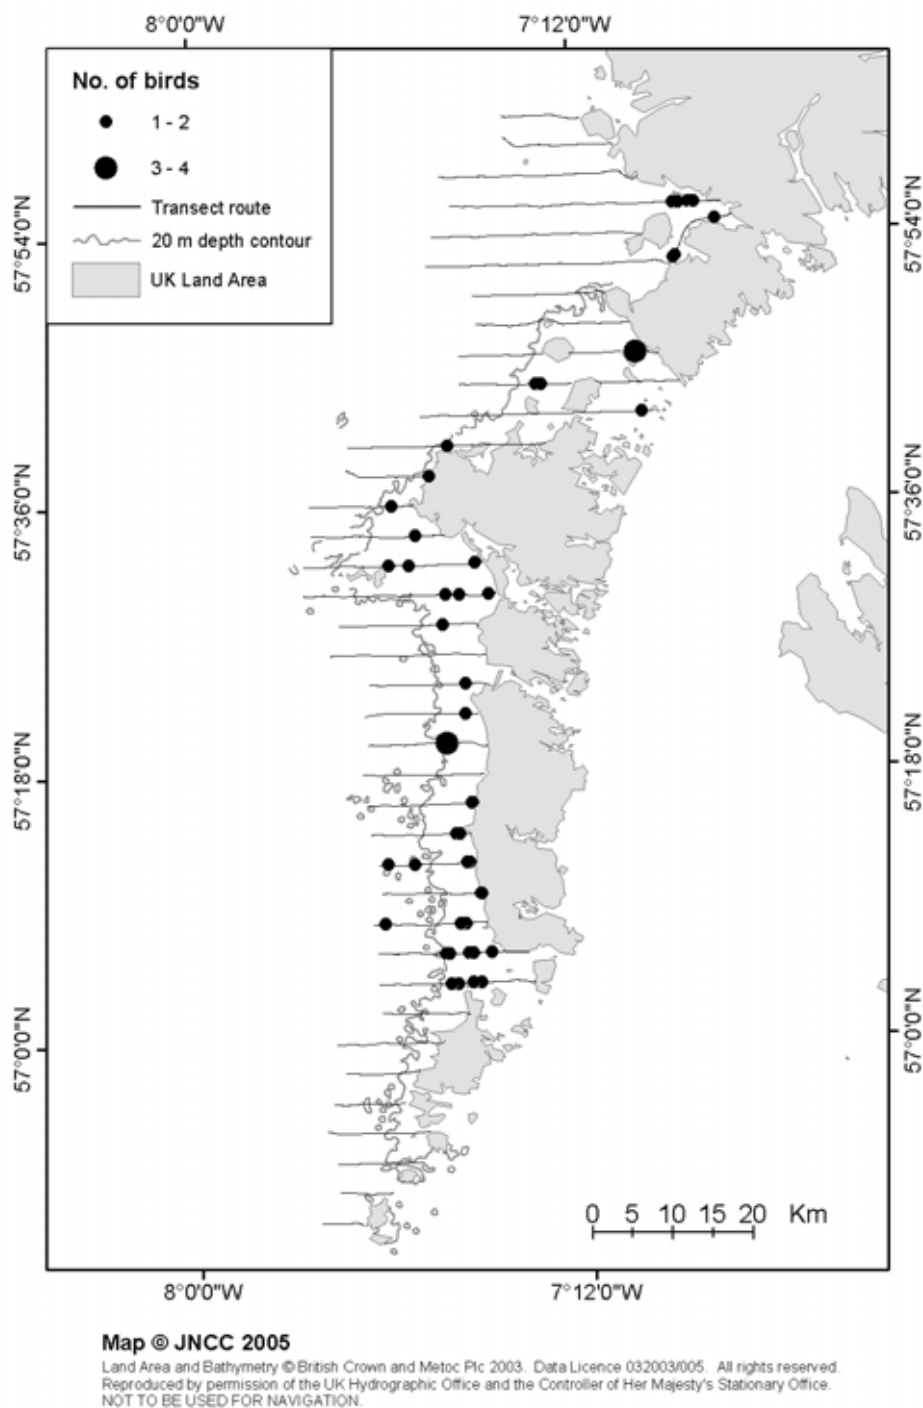 8°0'0"W 7°12'0"W
No. of birds
1 - 2
3 - 4
Transect route
20 m depth contour
UK Land Area
57°54'0"N 57°54'0"N
57°36'0"N 57°36'0"N
57°18'0"N 57°18'0"N
57°0'0"N 57°0'0"N
0 5 10 15 20 Km
8°0'0"W 7°12'0"W
Map © JNCC 2005
Land Area and Bathymetry © British Crown and Metoc Plc 2003. Data Licence 032003/005. All rights reserved.
Reproduced by permission of the UK Hydrographic Office and the Controller of Her Majesty's Stationary Office.
NOT TO BE USED FOR NAVIGATION.